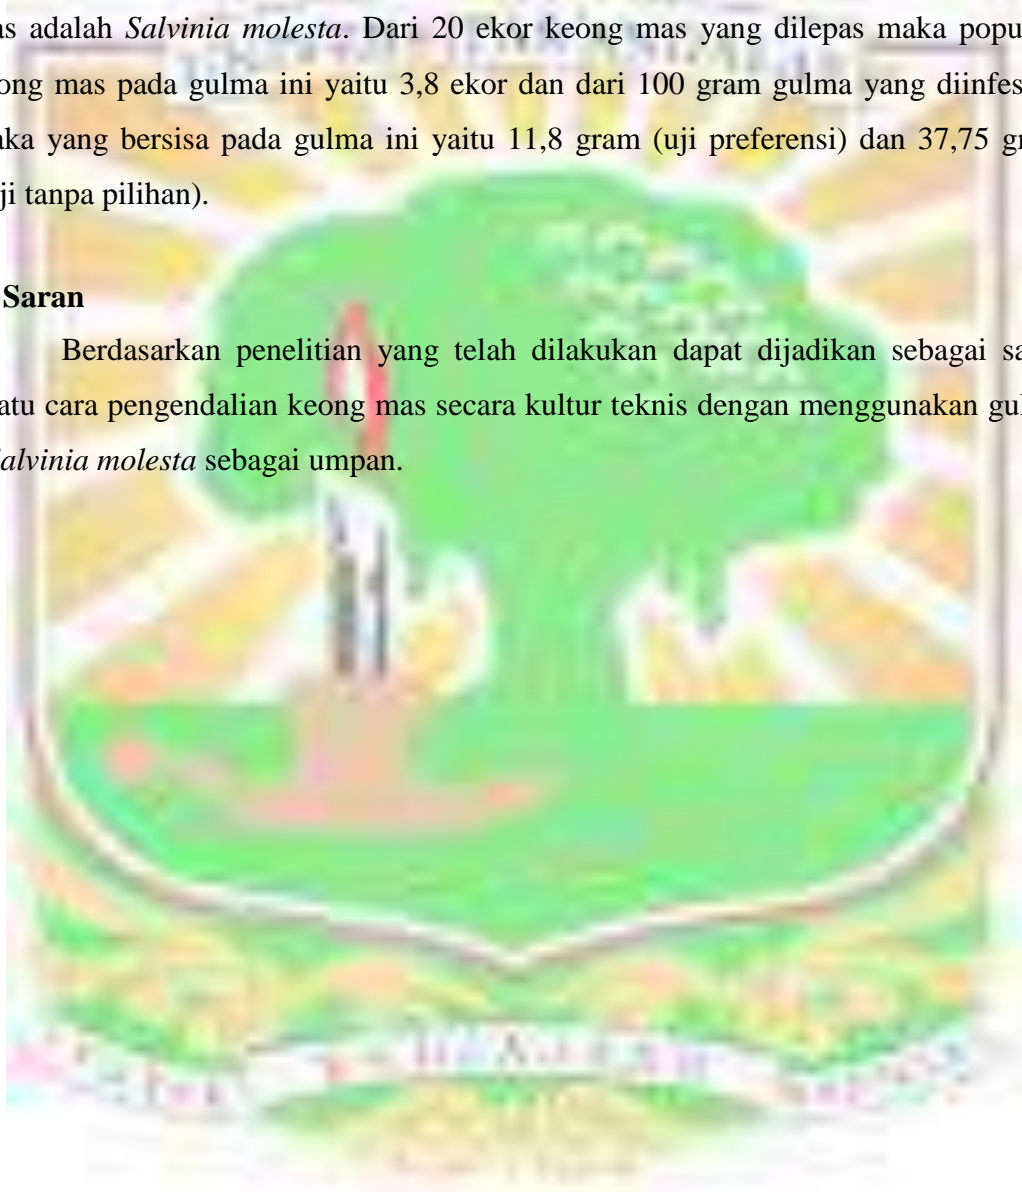 as adalah Salvinia molesta. Dari 20 ekor keong mas yang dilepas maka popu
ong mas pada gulma ini yaitu 3,8 ekor dan dari 100 gram gulma yang diinfes
aka yang bersisa pada gulma ini yaitu 11,8 gram (uji preferensi) dan 37,75 gr
ji tanpa pilihan).
Saran
Berdasarkan penelitian yang telah dilakukan dapat dijadikan sebagai sa
atu cara pengendalian keong mas secara kultur teknis dengan menggunakan gul
alvinia molesta sebagai umpan.